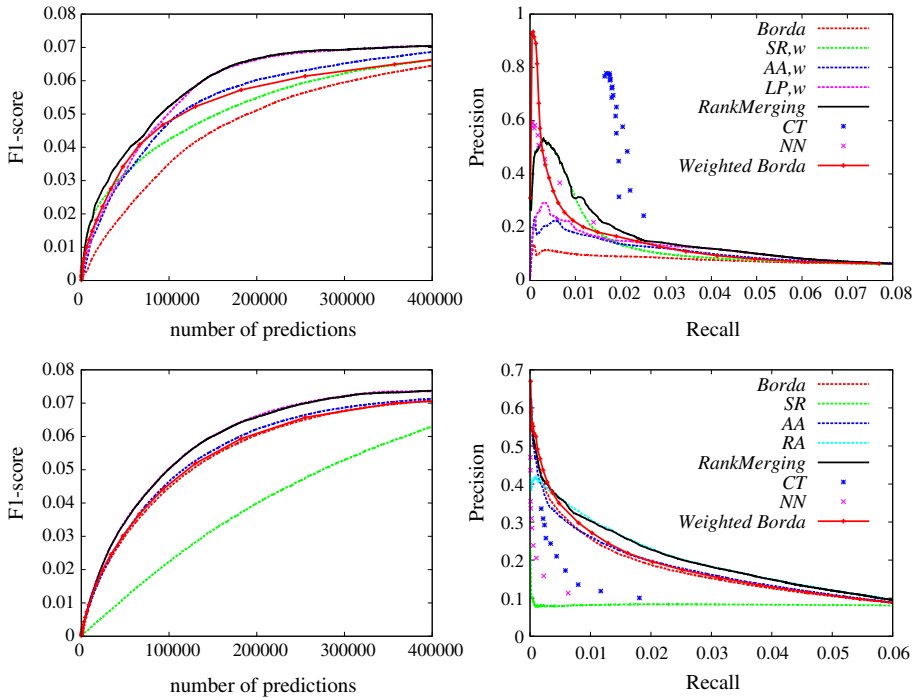 F1-score
0.08
0.07
0.06
0.05
0.04
0.03
0.02
0.01
0
0 100000 200000 300000 400000
number of predictions
Precision
1
0.8
0.6
0.4
0.2
0
0 0.01 0.02 0.03 0.04 0.05 0.06 0.07 0.08
Recall
Borda
SR,w
AA,w
LP,w
RankMerging
CT
NN
Weighted Borda
F1-score
0.08
0.07
0.06
0.05
0.04
0.03
0.02
0.01
0
0 100000 200000 300000 400000
number of predictions
Precision
0.7
0.6
0.5
0.4
0.3
0.2
0.1
0
0 0.01 0.02 0.03 0.04 0.05 0.06
Recall
Borda
SR
AA
RA
RankMerging
CT
NN
Weighted Borda